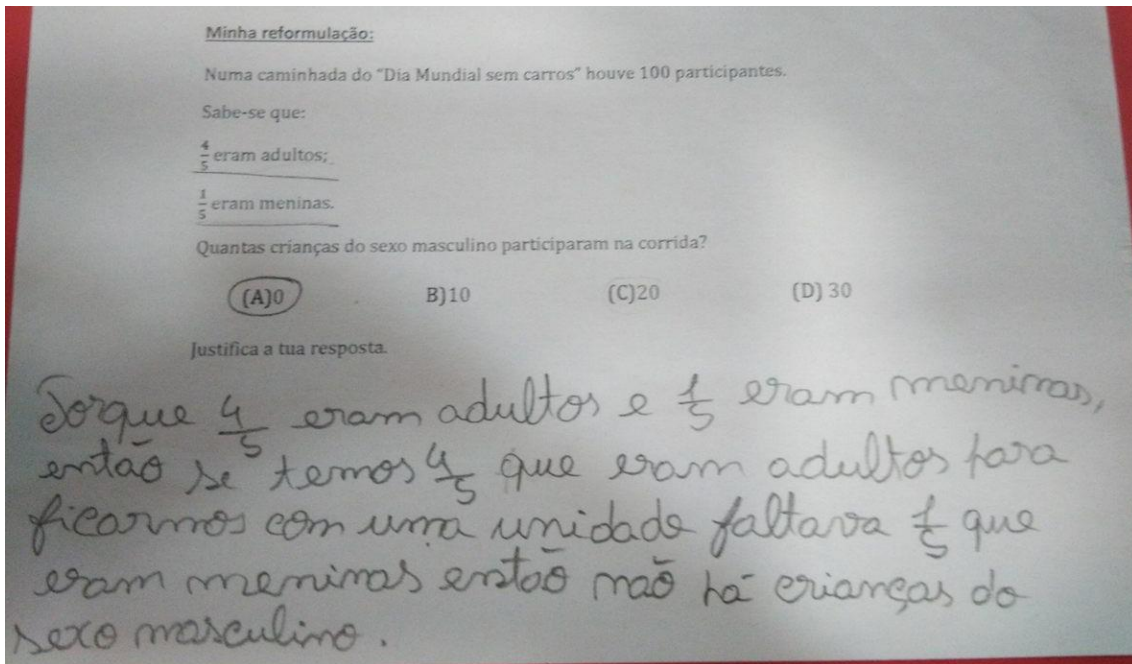 Minha reformulação:
Numa caminhada do "Dia Mundial sem carros" houve 100 participantes.
Sabe-se que:
4/5 eram adultos;
1/5 eram meninas.
Quantas crianças do sexo masculino participaram na corrida?
(A)0 B)10 (C)20 (D) 30
Justifica a tua resposta.
Porque 4/5 eram adultos e 1/5 eram meninas,
então se temos 4/5 que eram adultos para
ficarmos com uma unidade faltava 1/5 que
eram meninas então não há crianças do
sexo masculino.